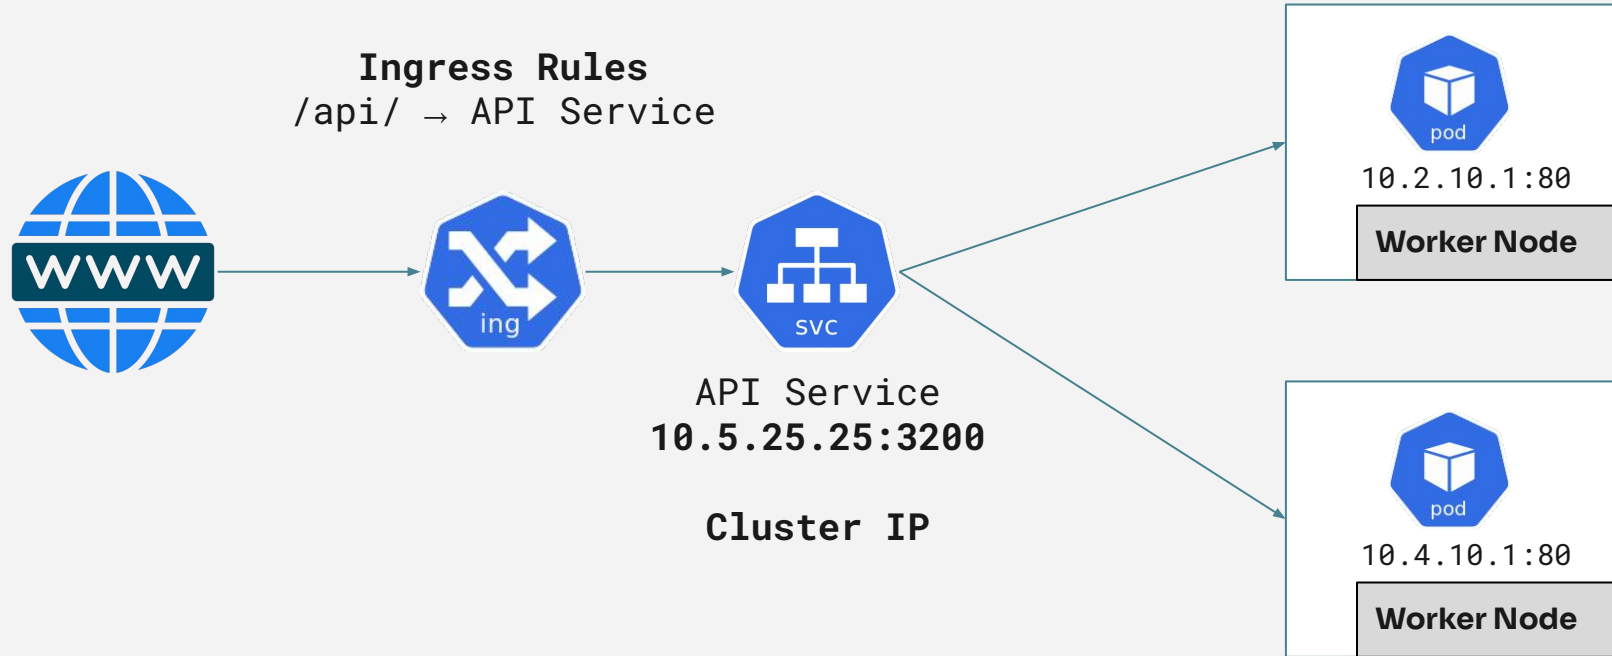 Ingress Rules
/api/ → API Service
WWW
ing
svc
API Service
10.5.25.25:3200
Cluster IP
pod
10.2.10.1:80
Worker Node
pod
10.4.10.1:80
Worker Node